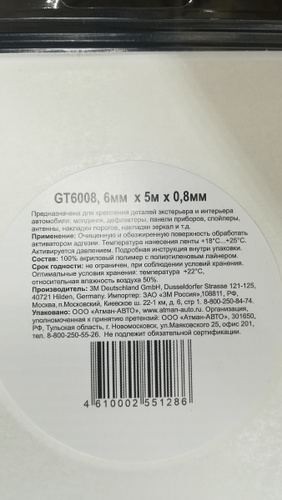 GT6008, 6мм х 5м х 0,8мм
Предназначена для крепления деталей экстерьера и интерьера
автомобиля: молдинги, дефлекторы, панели приборов, спойлеры,
антенны, накладки порогов, накладки зеркал и т.д.
Применение: Очищенную и обезжиренную поверхность обработать
активатором адгезии. Температура нанесения ленты +18°С...+25°С.
Активируется давлением. Подробная инструкция внутри упаковки.
Состав: 100% акриловый полимер с полиэтиленовым лайнером.
Срок годности: не ограничен, при соблюдении условий хранения.
Оптимальные условия хранения: температура +22°С,
относительная влажность воздуха 50%
Производитель: 3M Deutschland GmbH, Dusseldorfer Strasse 121-125,
40721 Hilden, Germany. Импортер: ЗАО «3М Россия»,108811, РФ,
Москва, п.Московский, Киевское ш. 22-1 км, д. 6, стр 1. 8-800-250-84-74.
Упаковано: ООО «Атман-АВТО», www.atman-auto.ru. Организация,
уполномоченная к принятию претензий: ООО «Атман-АВТО», 301650,
РФ, Тульская область, г. Новомосковск, ул.Маяковского 25, офис 201,
тел. 8-800-250-55-26. Не подлежит обязательной сертификации.
4 610002 551286